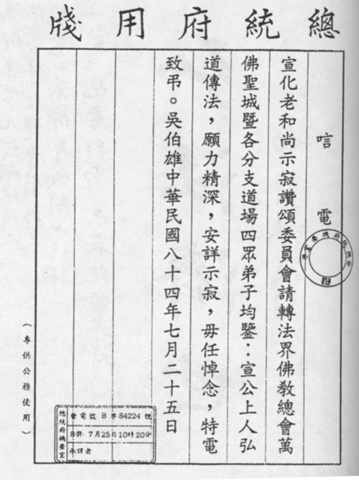 總統府用牋
唁電
宣化老和尚示寂讚頌委員會請轉法界佛教總會萬
佛聖城暨各分支道場四眾弟子均鑒：宣公上人弘
道傳法，願力精深，安詳示寂，毋任悼念，特電
致弔。吳伯雄中華民國八十四年七月二十五日
（專供公務使用）
總統府機要室
發電號 B 字84224 號
8年 7月25日10時20分
承譯者